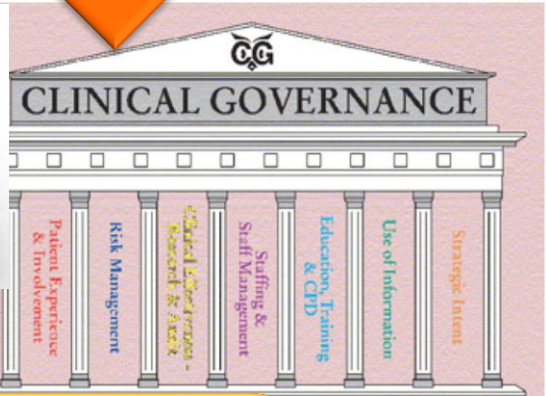 CG
CLINICAL GOVERNANCE
Patient Experience
& Involvement
Risk Management
Clinical Effectiveness -
Research & Audit
Staffing &
Staff Management
Education, Training
& CPD
Use of Information
Strategic Intent